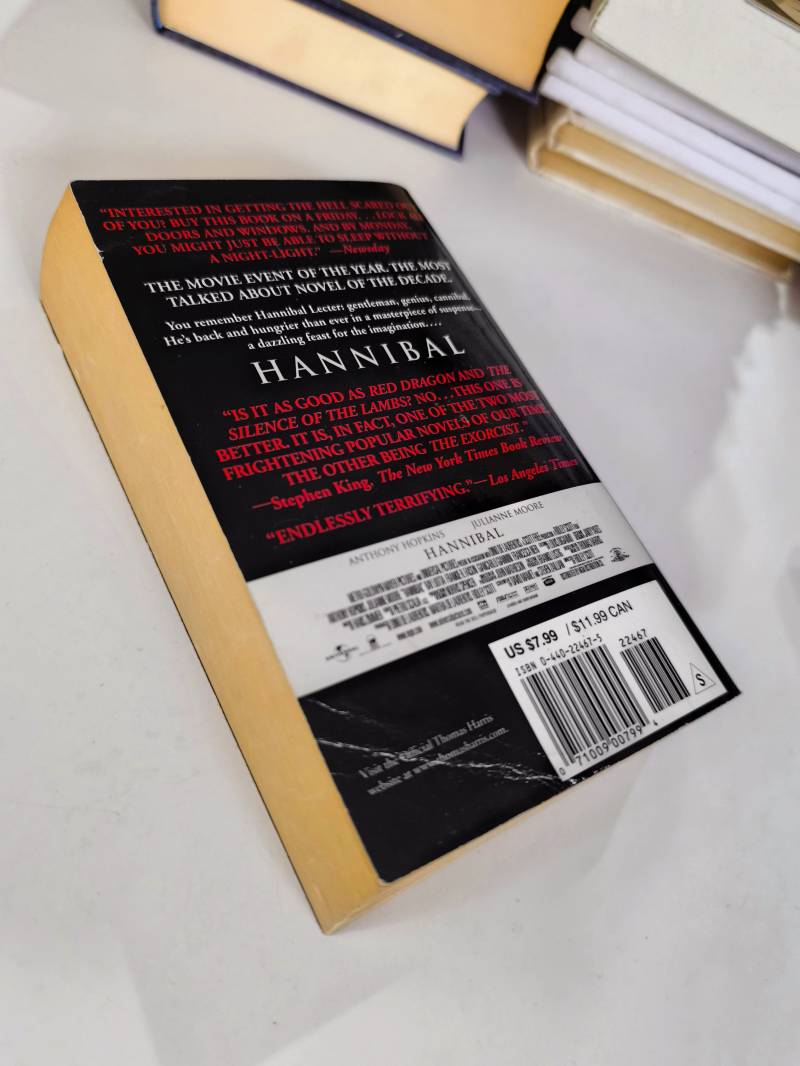 "INTERESTED IN GETTING THE HELL SCARED OUT
OF YOU? BUY THIS BOOK ON A FRIDAY. . . LOCK ALL
DOORS AND WINDOWS. AND BY MONDAY,
YOU MIGHT JUST BE ABLE TO SLEEP WITHOUT
A NIGHT-LIGHT." —Newsday
THE MOVIE EVENT OF THE YEAR. THE MOST
TALKED ABOUT NOVEL OF THE DECADE.
You remember Hannibal Lecter: gentleman, genius, cannibal.
He's back and hungrier than ever in a masterpiece of suspense...
a dazzling feast for the imagination....
HANNIBAL
"IS IT AS GOOD AS RED DRAGON AND THE
SILENCE OF THE LAMBS? NO. . .THIS ONE IS
BETTER. IT IS, IN FACT, ONE OF THE TWO MOST
FRIGHTENING POPULAR NOVELS OF OUR TIME,
THE OTHER BEING THE EXORCIST."
—Stephen King, The New York Times Book Review
"ENDLESSLY TERRIFYING."—Los Angeles Times
ANTHONY HOPKINS JULIANNE MOORE
HANNIBAL
UNIVERSAL
US $7.99 / $11.99 CAN
ISBN 0-440-22467-5
22467
0 71009 00799 4
S
Visit the Official Thomas Harris
website at www.thomasharris.com.